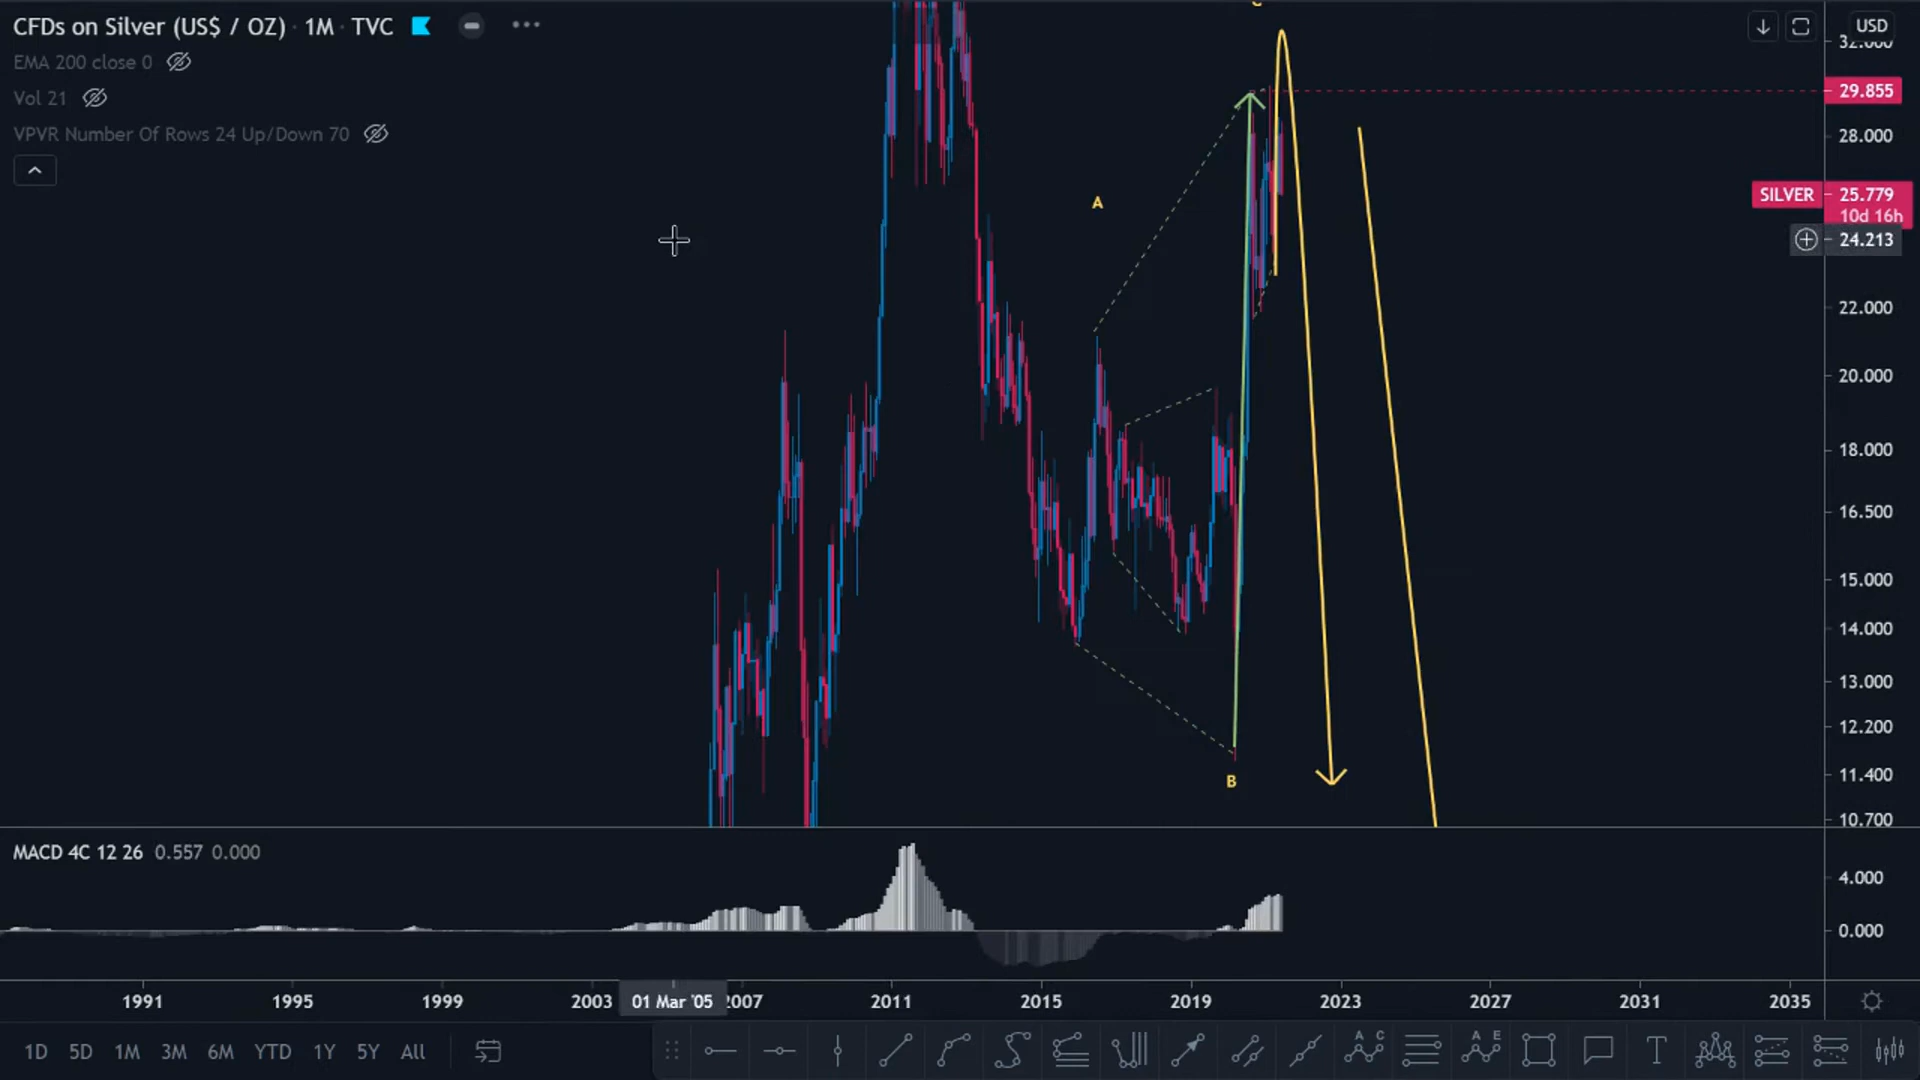 CFDs on Silver (US$ / OZ) · 1M · TVC
EMA 200 close 0
Vol 21
VPVR Number Of Rows 24 Up/Down 70
C
A
B
USD
32.000
29.855
28.000
SILVER 25.779
10d 16h
24.213
22.000
20.000
18.000
16.500
15.000
14.000
13.000
12.200
11.400
10.700
MACD 4C 12 26 0.557 0.000
4.000
0.000
1991 1995 1999 2003 01 Mar '05 2007 2011 2015 2019 2023 2027 2031 2035
1D 5D 1M 3M 6M YTD 1Y 5Y All
A C
A E
T